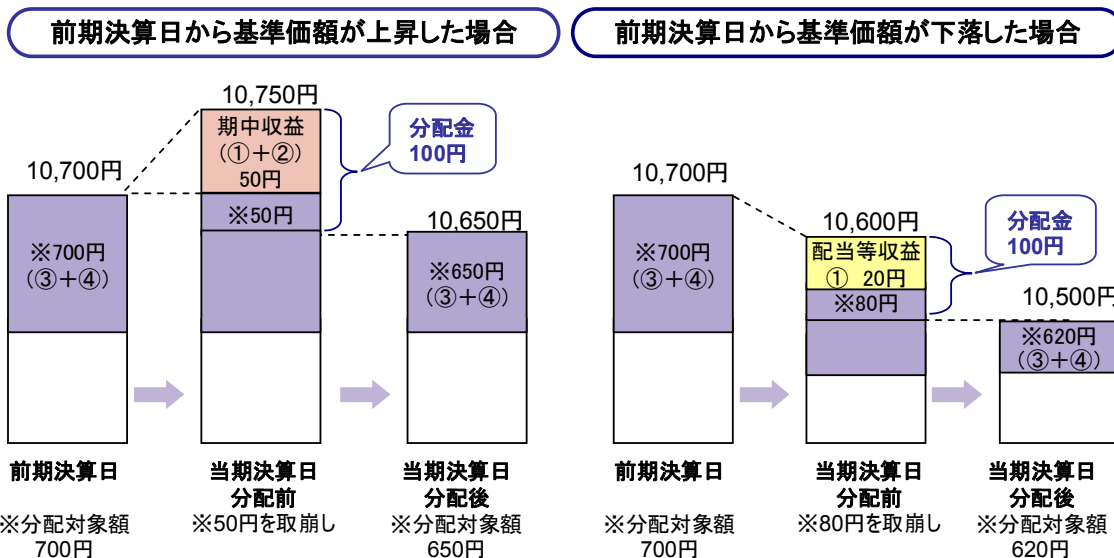 前期決算日から基準価額が上昇した場合
10,700円
※700円
(③+④)
前期決算日
※分配対象額
700円
10,750円
期中収益
(①+②)
50円
※50円
当期決算日
分配前
※50円を取崩し
分配金
100円
10,650円
※650円
(③+④)
当期決算日
分配後
※分配対象額
650円
前期決算日から基準価額が下落した場合
10,700円
※700円
(③+④)
前期決算日
※分配対象額
700円
10,600円
配当等収益
① 20円
※80円
当期決算日
分配前
※80円を取崩し
分配金
100円
10,500円
※620円
(③+④)
当期決算日
分配後
※分配対象額
620円